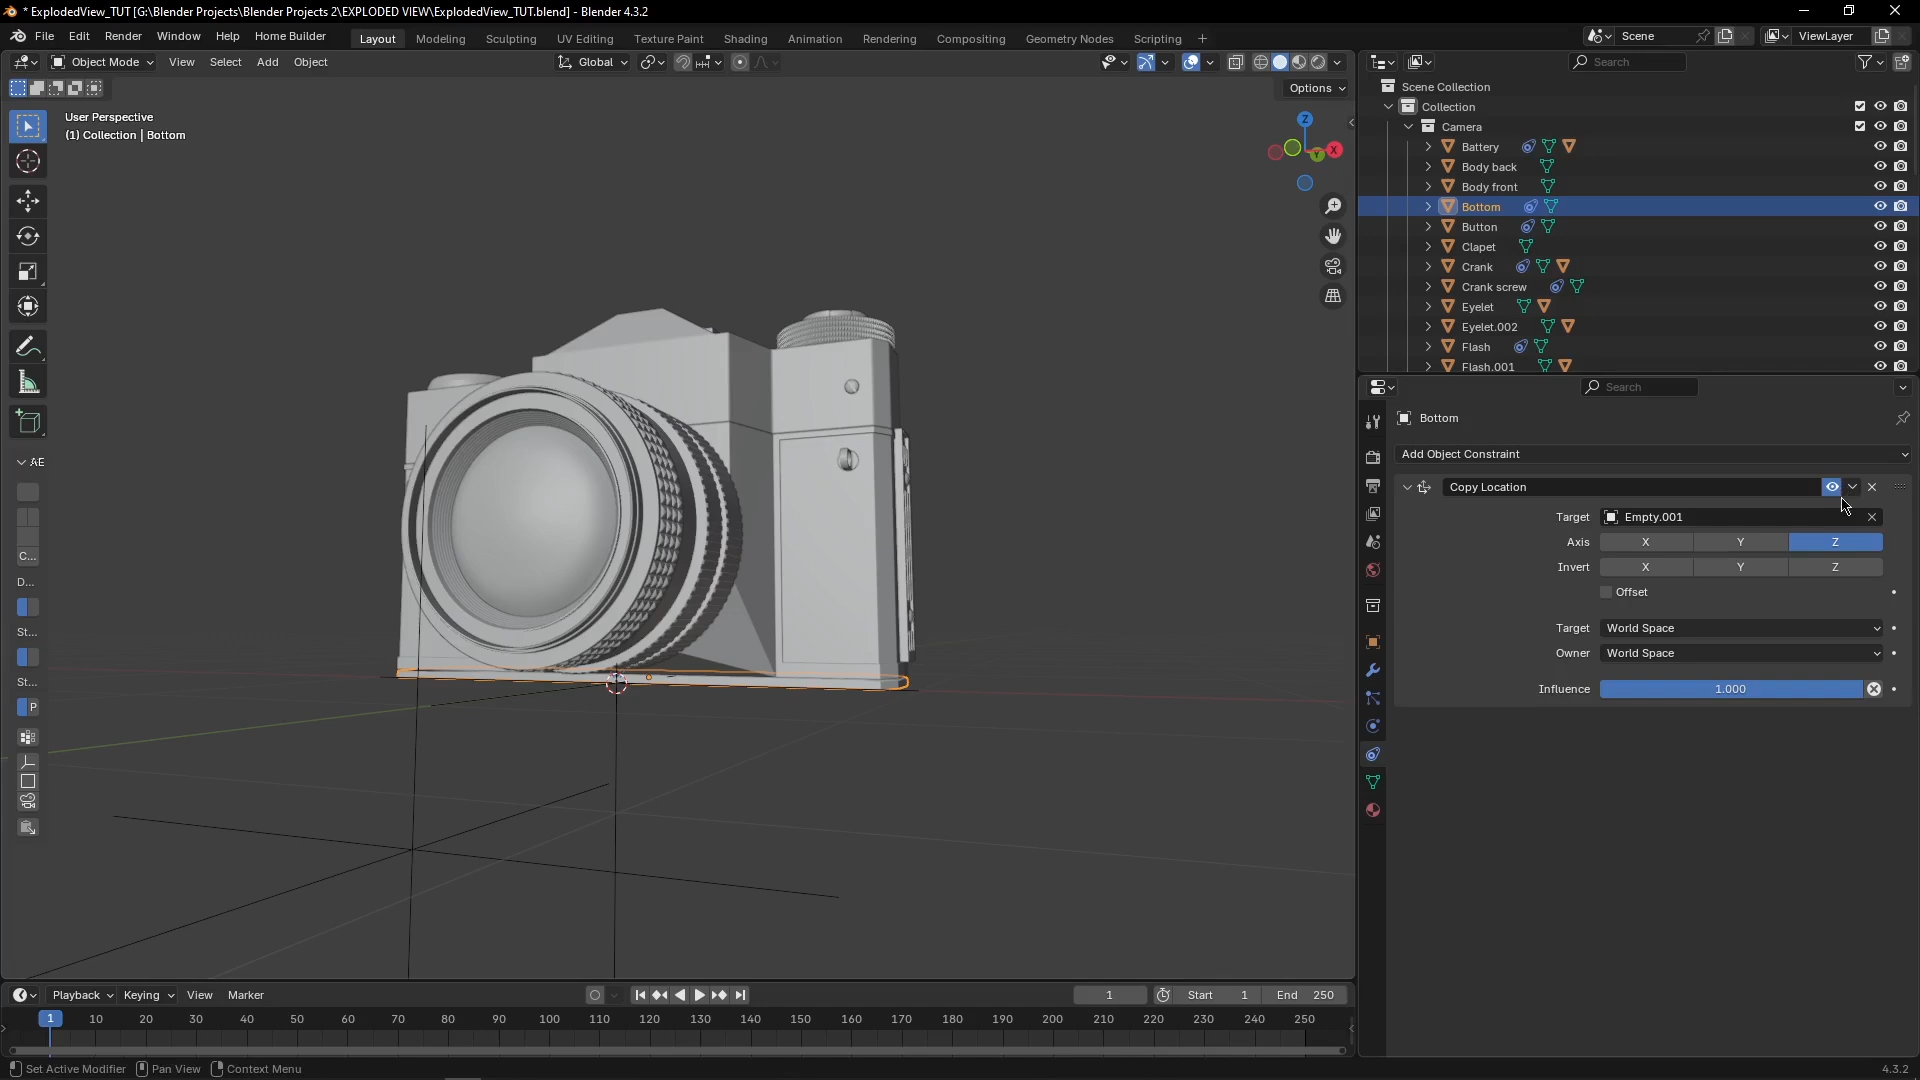 * ExplodedView_TUT [G:\Blender Projects\Blender Projects 2\EXPLODED VIEW\ExplodedView_TUT.blend] - Blender 4.3.2
File Edit Render Window Help Home Builder Layout Modeling Sculpting UV Editing Texture Paint Shading Animation Rendering Compositing Geometry Nodes Scripting + Scene ViewLayer
Object Mode View Select Add Object Global Search
Options
User Perspective
(1) Collection | Bottom
Z
X
Y
AE
C...
D...
St...
St...
P
Scene Collection
Collection
Camera
Battery
Body back
Body front
Bottom
Button
Clapet
Crank
Crank screw
Eyelet
Eyelet.002
Flash
Flash.001
Search
Bottom
Add Object Constraint
Copy Location
Target Empty.001
Axis X Y Z
Invert X Y Z
Offset
Target World Space
Owner World Space
Influence 1.000
Playback Keying View Marker 1 Start 1 End 250
1 10 20 30 40 50 60 70 80 90 100 110 120 130 140 150 160 170 180 190 200 210 220 230 240 250
Set Active Modifier Pan View Context Menu 4.3.2